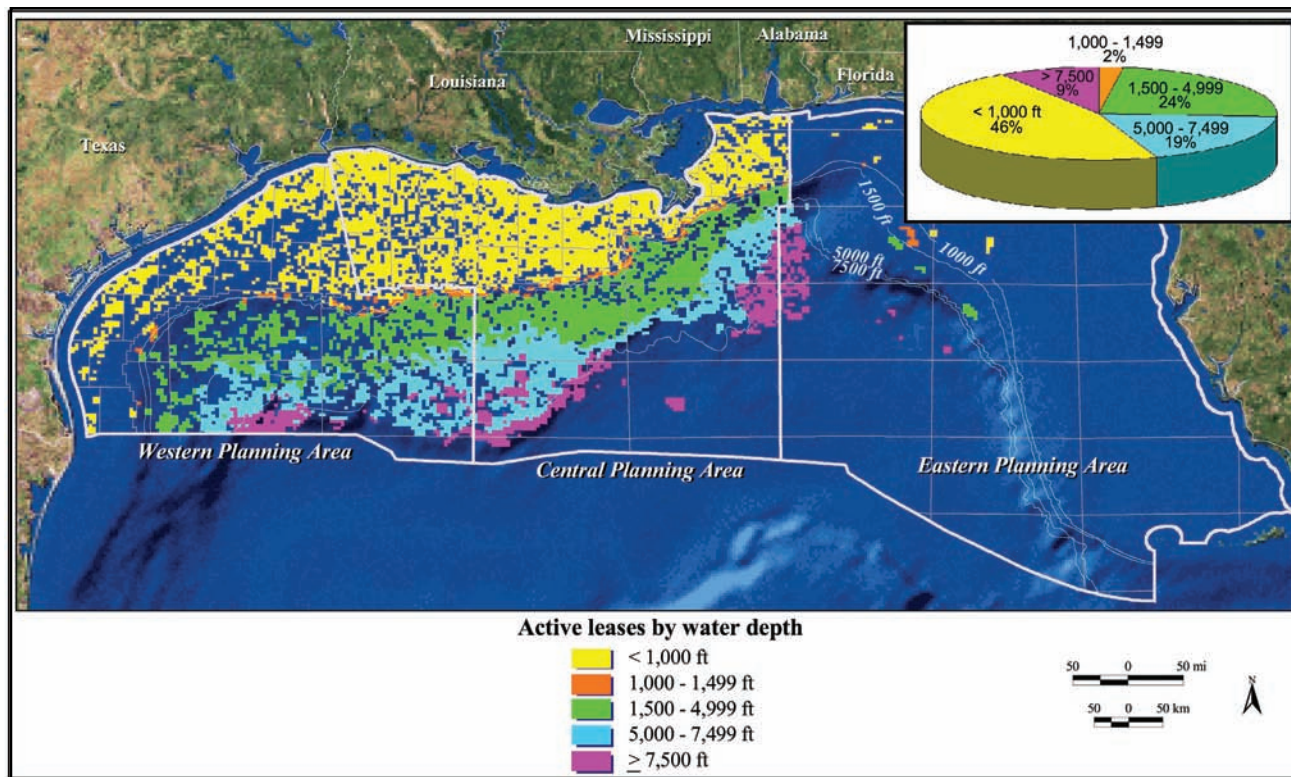 Mississippi
Alabama
Louisiana
Florida
Texas
1,000 - 1,499
2%
> 7,500
9%
1,500 - 4,999
24%
< 1,000 ft
46%
5,000 - 7,499
19%
1500 ft
1000 ft
5000 ft
7500 ft
Western Planning Area
Central Planning Area
Eastern Planning Area
Active leases by water depth
< 1,000 ft
1,000 - 1,499 ft
1,500 - 4,999 ft
5,000 - 7,499 ft
≥ 7,500 ft
50 0 50 mi
50 0 50 km
N